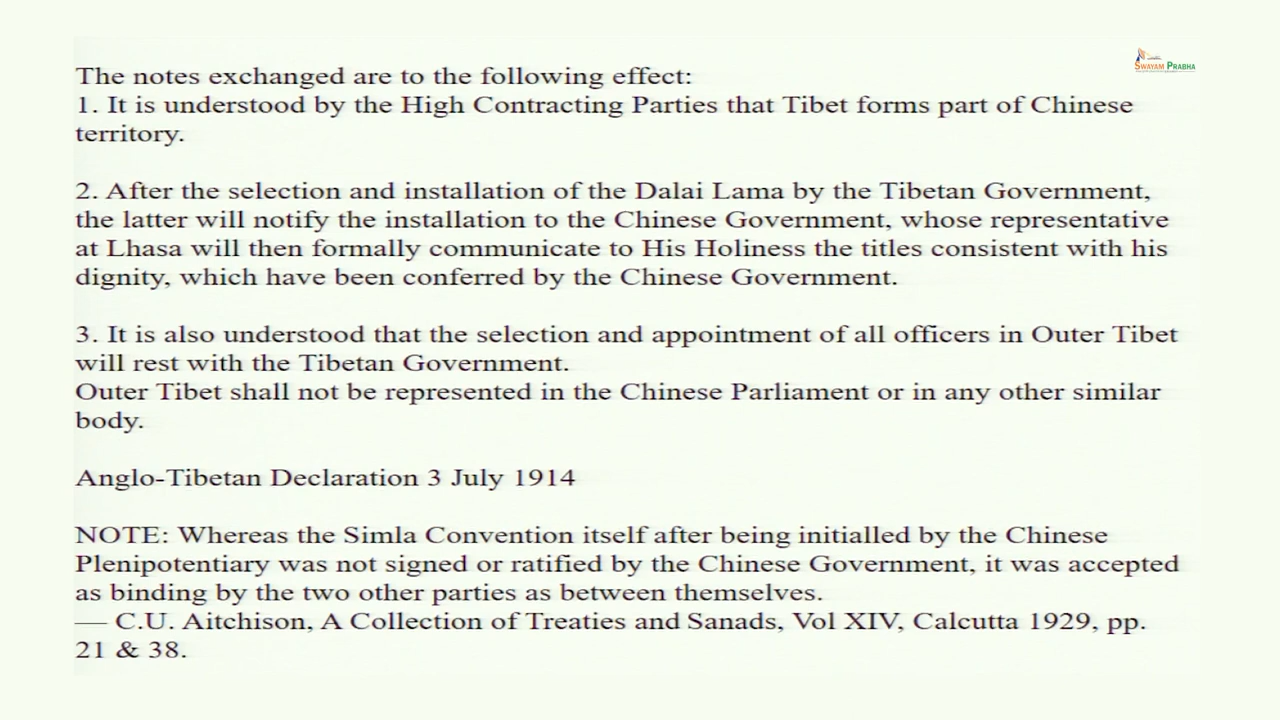 SWAYAM PRABHA
The notes exchanged are to the following effect:
1. It is understood by the High Contracting Parties that Tibet forms part of Chinese
territory.
2. After the selection and installation of the Dalai Lama by the Tibetan Government,
the latter will notify the installation to the Chinese Government, whose representative
at Lhasa will then formally communicate to His Holiness the titles consistent with his
dignity, which have been conferred by the Chinese Government.
3. It is also understood that the selection and appointment of all officers in Outer Tibet
will rest with the Tibetan Government.
Outer Tibet shall not be represented in the Chinese Parliament or in any other similar
body.
Anglo-Tibetan Declaration 3 July 1914
NOTE: Whereas the Simla Convention itself after being initialled by the Chinese
Plenipotentiary was not signed or ratified by the Chinese Government, it was accepted
as binding by the two other parties as between themselves.
— C.U. Aitchison, A Collection of Treaties and Sanads, Vol XIV, Calcutta 1929, pp.
21 & 38.